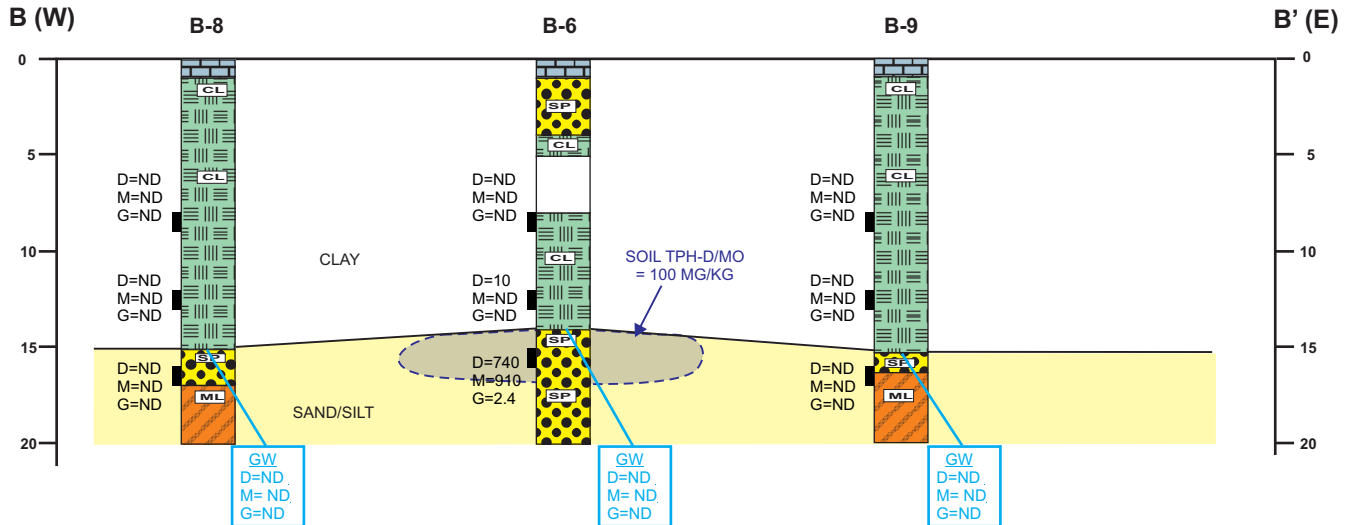 B (W)
B-8
B-6
B-9
B' (E)
0
5
10
15
20
0
5
10
15
20
CL
CL
D=ND
M=ND
G=ND
D=ND
M=ND
G=ND
D=ND
M=ND
G=ND
SP
ML
GW
D=ND
M= ND
G=ND
CLAY
SAND/SILT
SP
CL
D=ND
M=ND
G=ND
CL
D=10
M=ND
G=ND
SP
D=740
M=910
G=2.4
SP
GW
D=ND
M= ND
G=ND
SOIL TPH-D/MO
= 100 MG/KG
CL
CL
D=ND
M=ND
G=ND
D=ND
M=ND
G=ND
D=ND
M=ND
G=ND
SP
ML
GW
D=ND
M= ND
G=ND